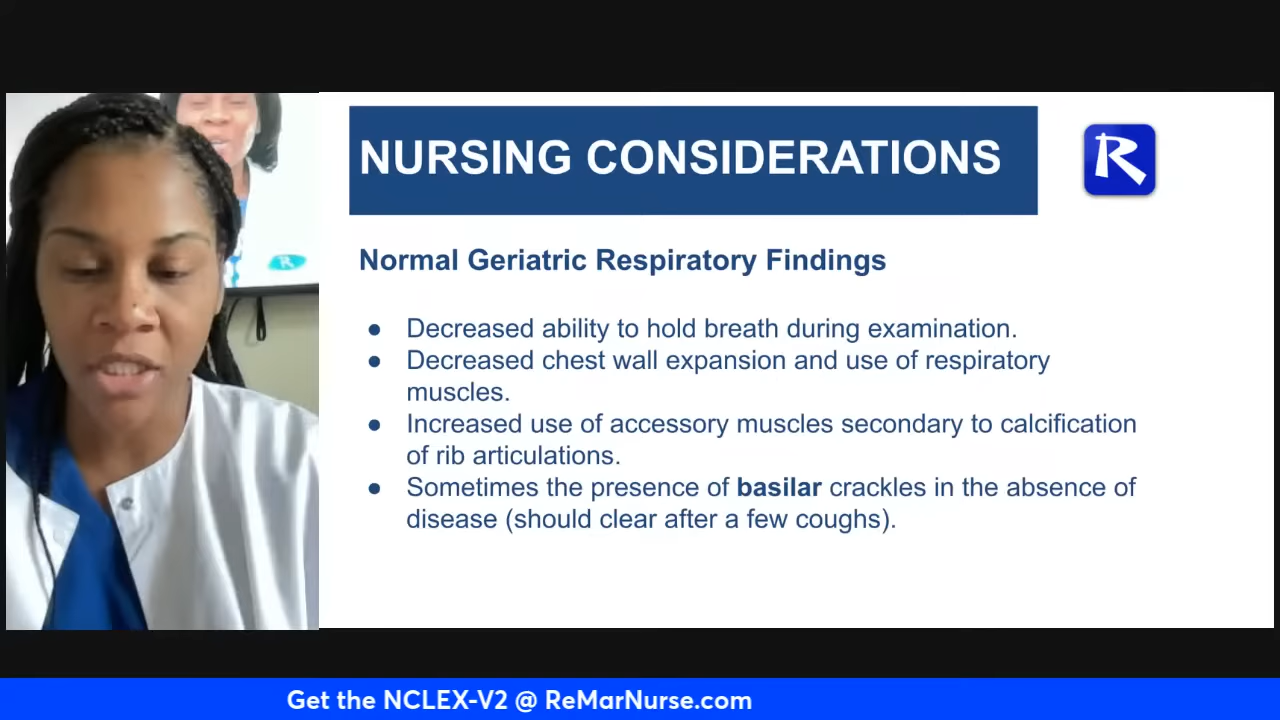 NURSING CONSIDERATIONS
R
Normal Geriatric Respiratory Findings
● Decreased ability to hold breath during examination.
● Decreased chest wall expansion and use of respiratory
muscles.
● Increased use of accessory muscles secondary to calcification
of rib articulations.
● Sometimes the presence of basilar crackles in the absence of
disease (should clear after a few coughs).
R
Get the NCLEX-V2 @ ReMarNurse.com